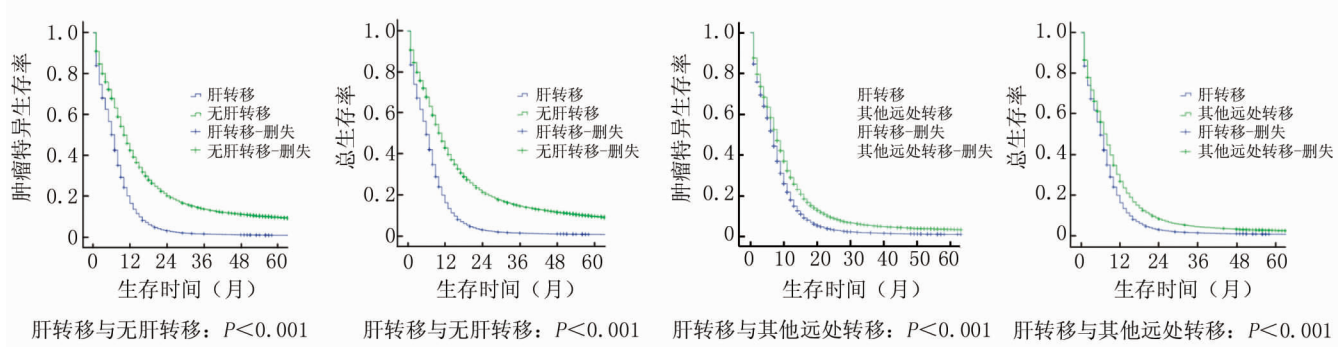 肿瘤特异生存率
1.0
0.8
0.6
0.4
0.2
0
0 12 24 36 48 60
生存时间（月）
肝转移
无肝转移
肝转移-删失
无肝转移-删失
肝转移与无肝转移：P<0.001
总生存率
1.0
0.8
0.6
0.4
0.2
0
0 12 24 36 48 60
生存时间（月）
肝转移
无肝转移
肝转移-删失
无肝转移-删失
肝转移与无肝转移：P<0.001
肿瘤特异生存率
1.0
0.8
0.6
0.4
0.2
0
0 10 20 30 40 50 60
生存时间（月）
肝转移
其他远处转移
肝转移-删失
其他远处转移-删失
肝转移与其他远处转移：P<0.001
总生存率
1.0
0.8
0.6
0.4
0.2
0
0 12 24 36 48 60
生存时间（月）
肝转移
其他远处转移
肝转移-删失
其他远处转移-删失
肝转移与其他远处转移：P<0.001